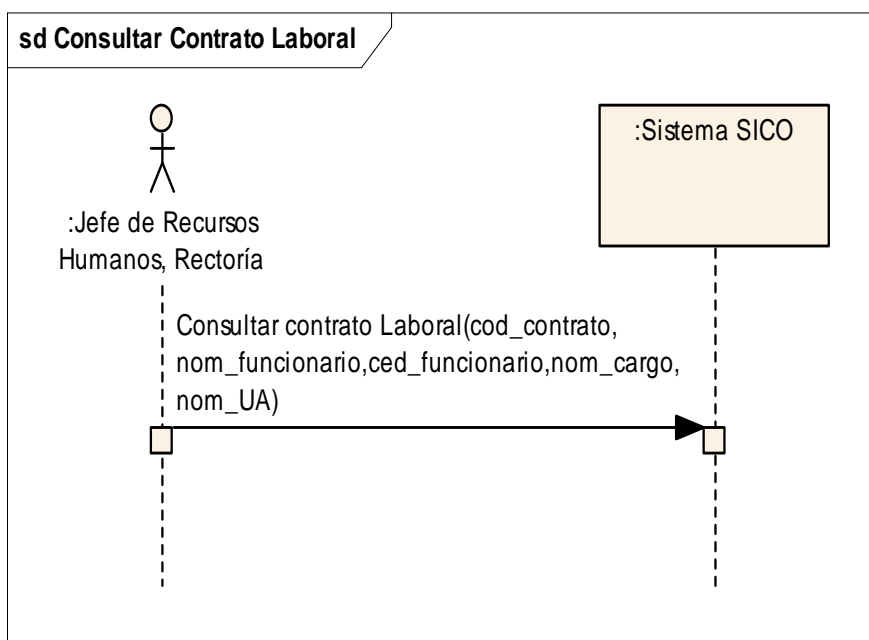 sd Consultar Contrato Laboral
:Jefe de Recursos
Humanos, Rectoría
:Sistema SICO
Consultar contrato Laboral(cod_contrato,
nom_funcionario,ced_funcionario,nom_cargo,
nom_UA)